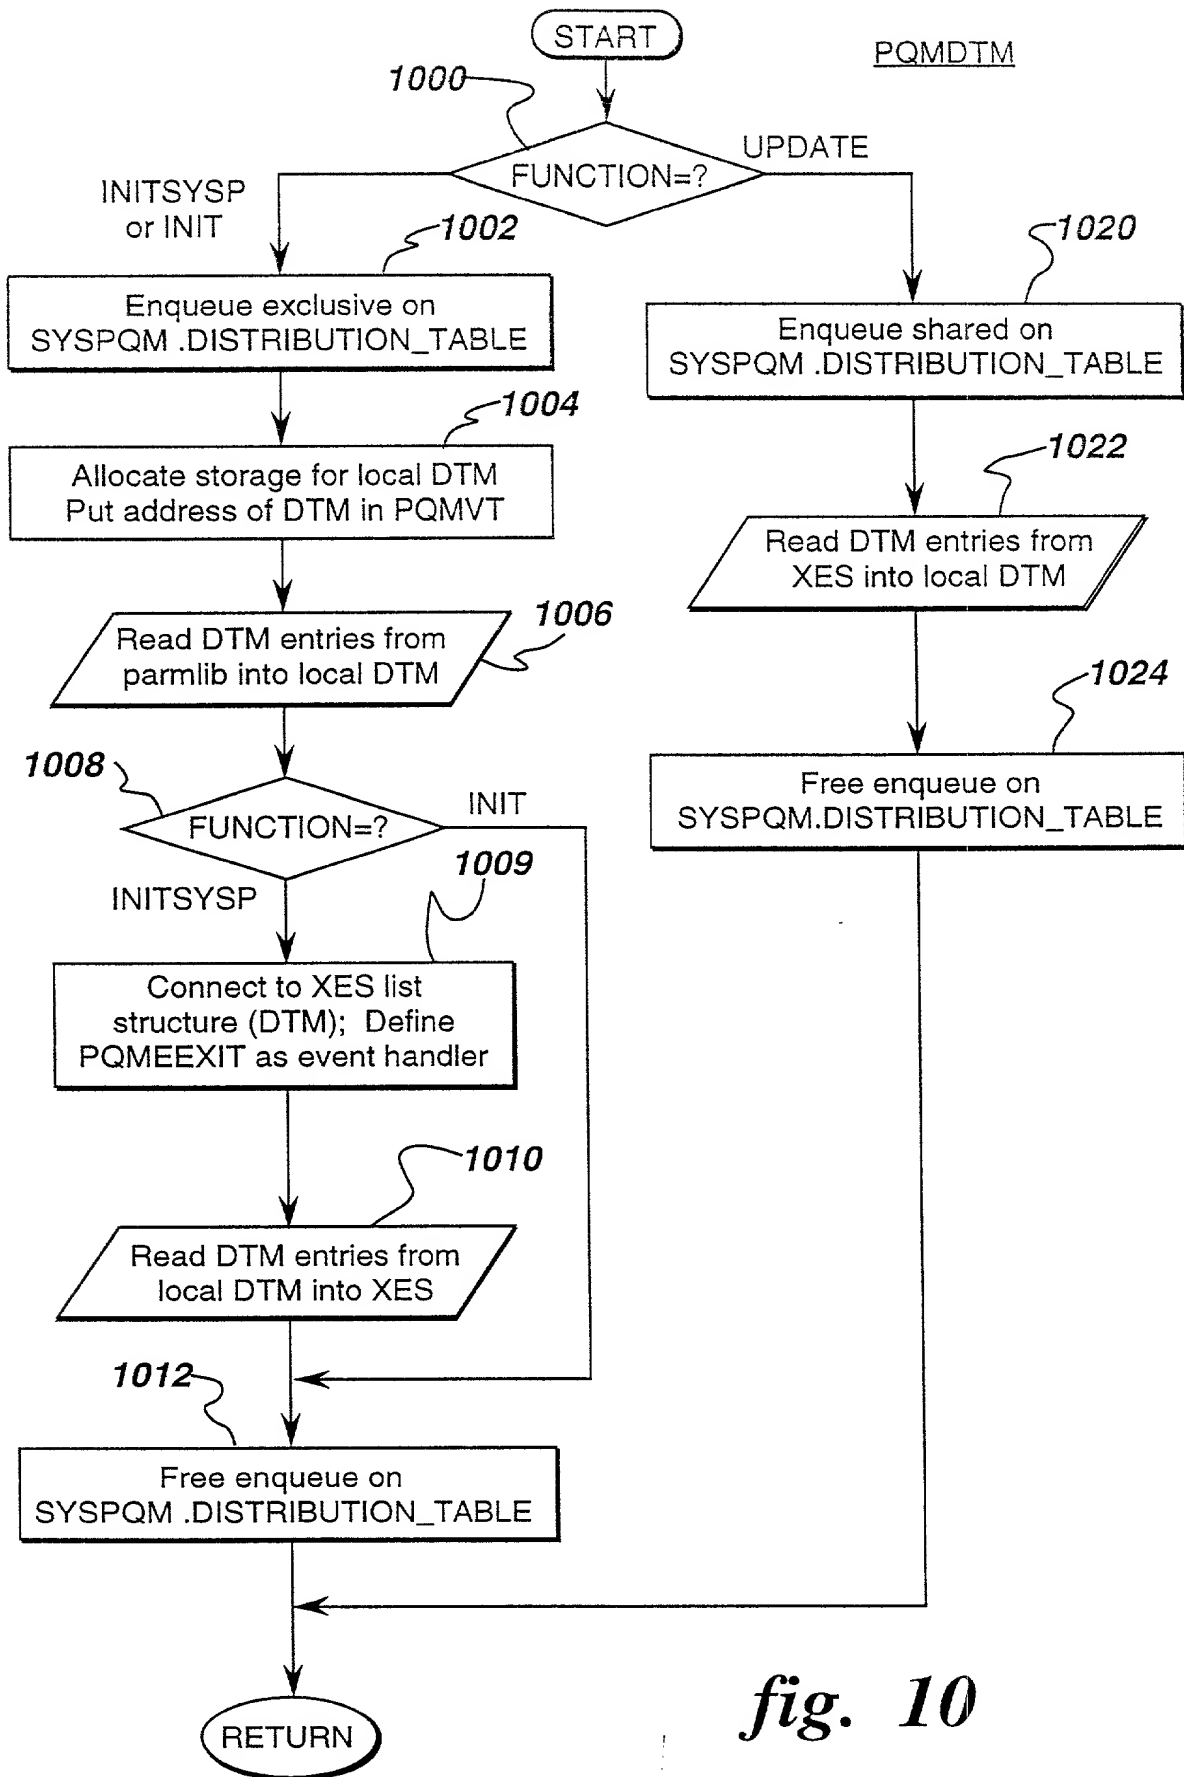 START
PQMDTM
1000
FUNCTION=?
UPDATE
INITSYSP
or INIT
1002
Enqueue exclusive on
SYSPQM .DISTRIBUTION_TABLE
1004
Allocate storage for local DTM
Put address of DTM in PQMVT
1006
Read DTM entries from
parmlib into local DTM
1008
FUNCTION=?
INIT
INITSYSP
1009
Connect to XES list
structure (DTM); Define
PQMEEXIT as event handler
1010
Read DTM entries from
local DTM into XES
1012
Free enqueue on
SYSPQM .DISTRIBUTION_TABLE
1020
Enqueue shared on
SYSPQM .DISTRIBUTION_TABLE
1022
Read DTM entries from
XES into local DTM
1024
Free enqueue on
SYSPQM.DISTRIBUTION_TABLE
RETURN
fig. 10